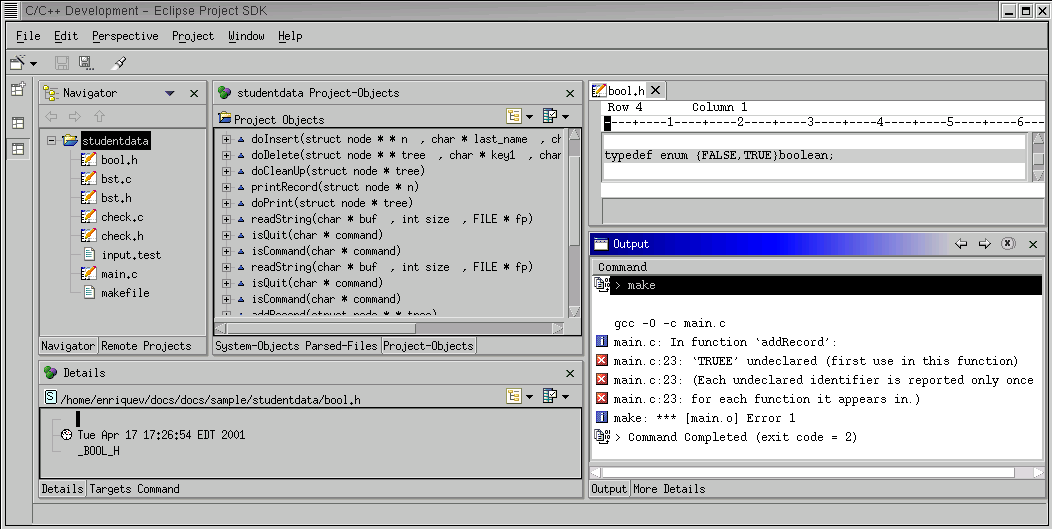 C/C++ Development - Eclipse Project SDK
File Edit Perspective Project Window Help
Navigator
studentdata
bool.h
bst.c
bst.h
check.c
check.h
input.test
main.c
makefile
Navigator Remote Projects
studentdata Project-Objects
Project Objects
doInsert(struct node * * n , char * last_name , ch
doDelete(struct node * * tree , char * key1 , char
doCleanUp(struct node * tree)
printRecord(struct node * n)
doPrint(struct node * tree)
readString(char * buf , int size , FILE * fp)
isQuit(char * command)
isCommand(char * command)
readString(char * buf , int size , FILE * fp)
isQuit(char * command)
isCommand(char * command)
addRecord(struct node * * tree)
System-Objects Parsed-Files Project-Objects
Details
/home/enriquev/docs/docs/sample/studentdata/bool.h
Tue Apr 17 17:26:54 EDT 2001
_BOOL_H
Details Targets Command
bool.h
Row 4 Column 1
----+----1----+----2----+----3----+----4----+----5----+----6---
typedef enum {FALSE,TRUE}boolean;
Output
Command
> make
gcc -O -c main.c
main.c: In function `addRecord':
main.c:23: `TRUEE' undeclared (first use in this function)
main.c:23: (Each undeclared identifier is reported only once
main.c:23: for each function it appears in.)
make: *** [main.o] Error 1
> Command Completed (exit code = 2)
Output More Details